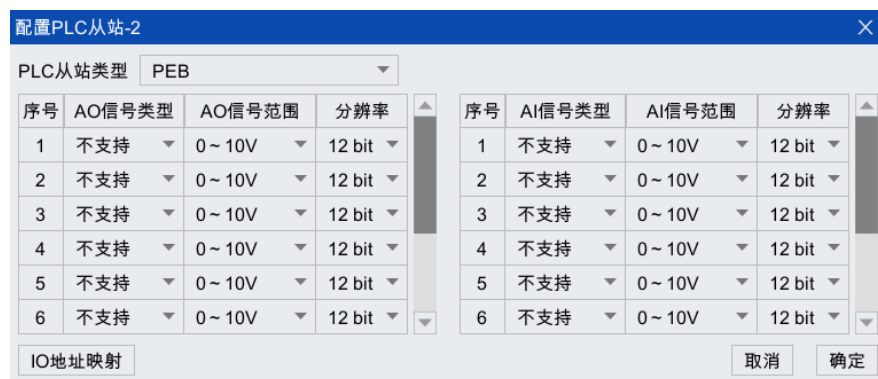 配置PLC从站-2
PLC从站类型 PEB
序号 AO信号类型 AO信号范围 分辨率 序号 AI信号类型 AI信号范围 分辨率
1 不支持 0~10V 12 bit 1 不支持 0~10V 12 bit
2 不支持 0~10V 12 bit 2 不支持 0~10V 12 bit
3 不支持 0~10V 12 bit 3 不支持 0~10V 12 bit
4 不支持 0~10V 12 bit 4 不支持 0~10V 12 bit
5 不支持 0~10V 12 bit 5 不支持 0~10V 12 bit
6 不支持 0~10V 12 bit 6 不支持 0~10V 12 bit
IO地址映射 取消 确定